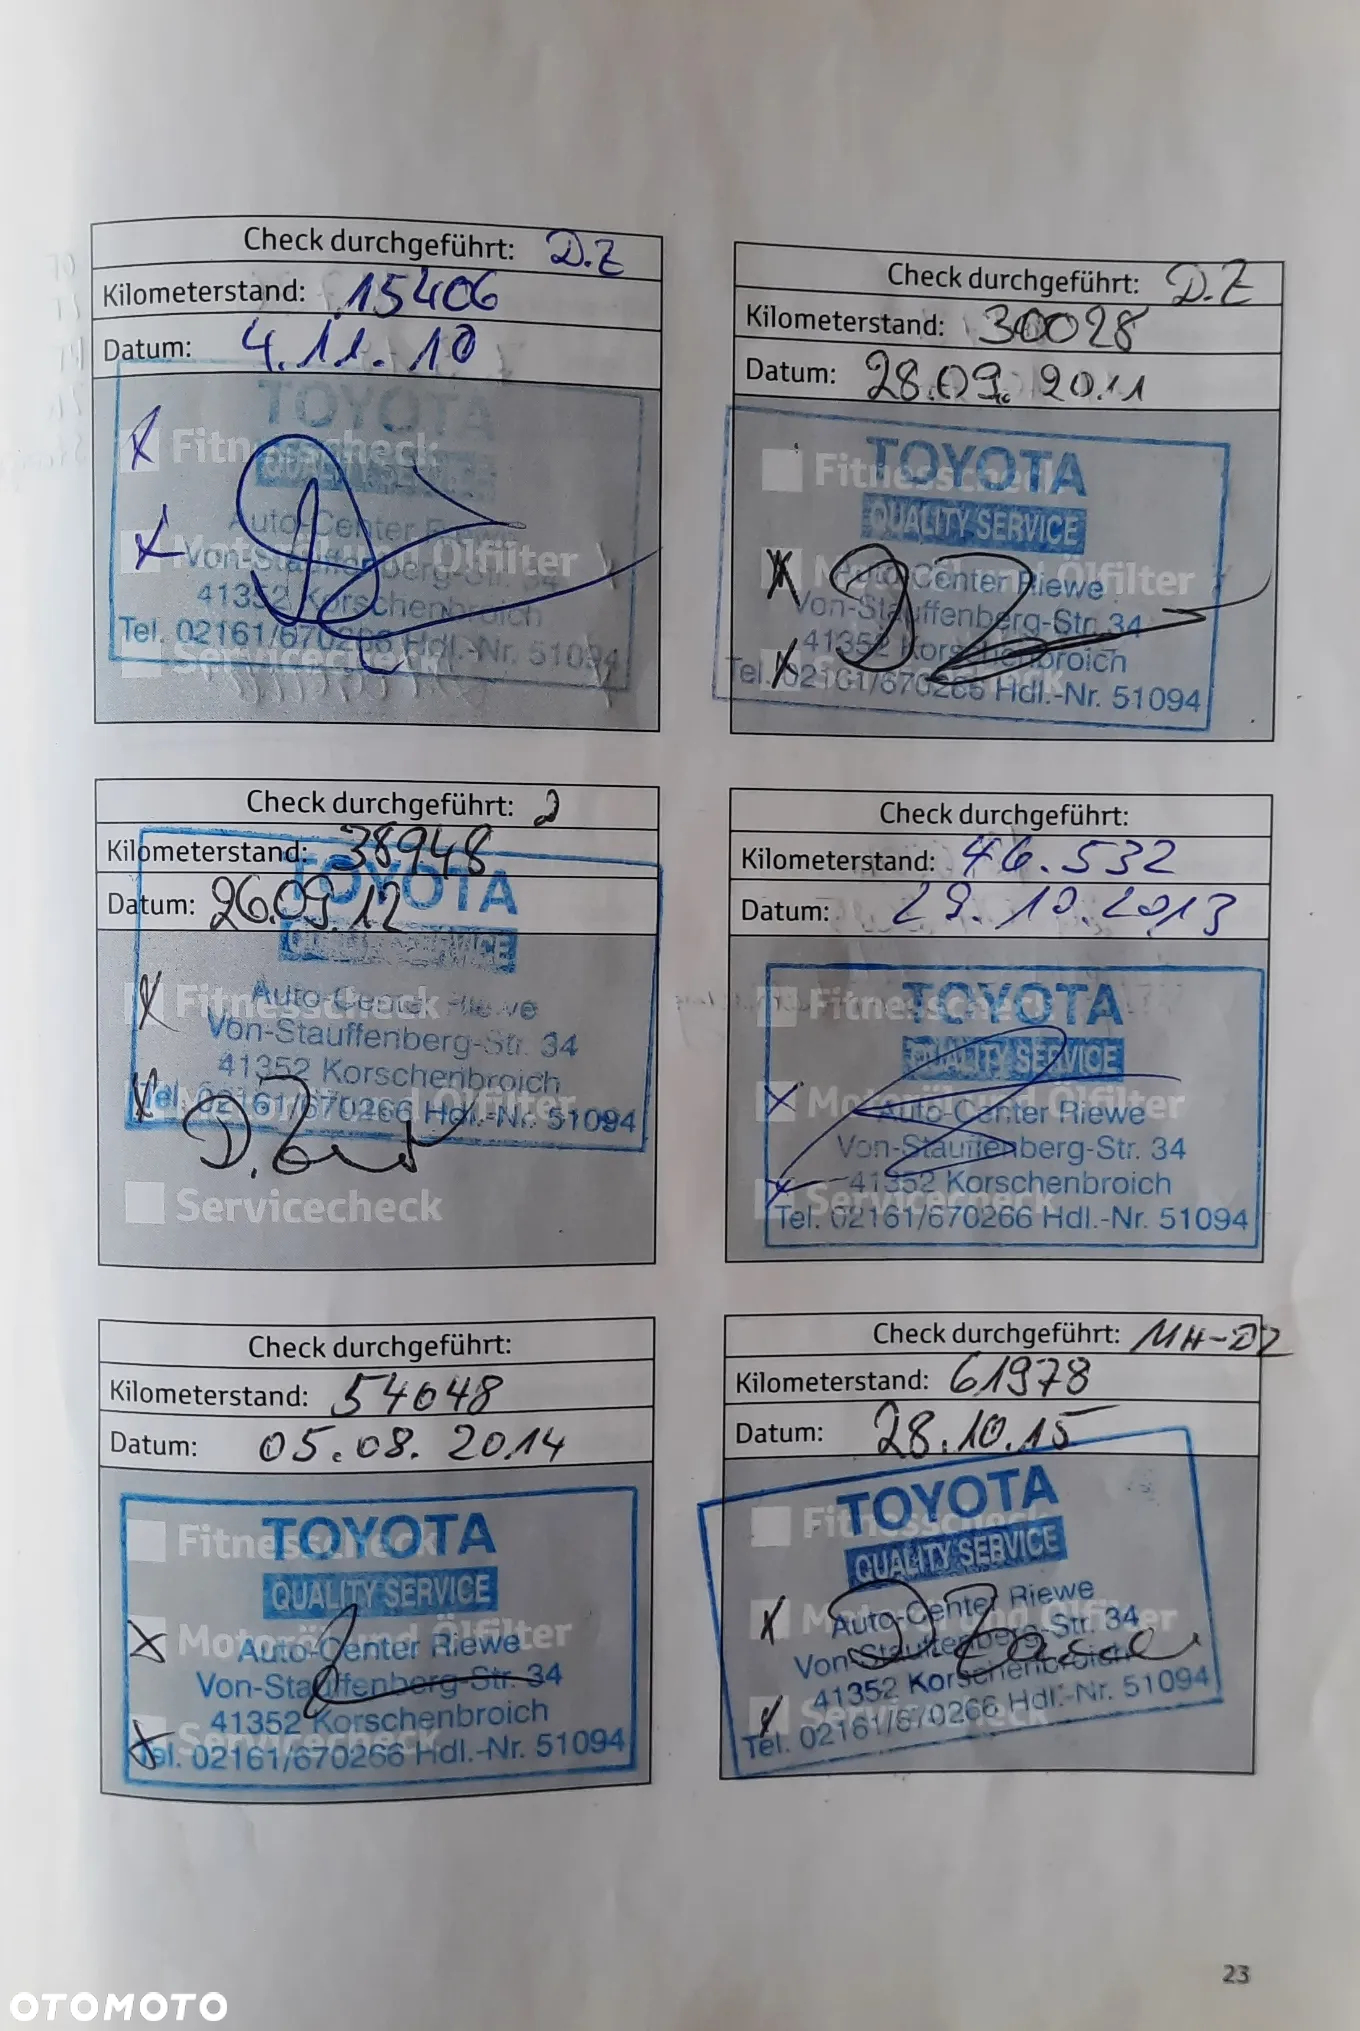 Check durchgeführt: D.Z
Kilometerstand: 15406
Datum: 4.11.10
TOYOTA
Fitnesscheck
Auto-Center Riewe
Motoröl und Ölfilter
Von-Stauffenberg-Str. 34
41352 Korschenbroich
Tel. 02161/670266 Hdl.-Nr. 51094
Servicecheck
Check durchgeführt: D.Z
Kilometerstand: 30028
Datum: 28.09.2011
TOYOTA
Fitnesscheck
QUALITY SERVICE
Motoröl und Ölfilter
Auto-Center Riewe
Von-Stauffenberg-Str. 34
41352 Korschenbroich
Servicecheck
Tel. 02161/670266 Hdl.-Nr. 51094
Check durchgeführt:
Kilometerstand: 38948
Datum: 26.09.12
TOYOTA
QUALITY SERVICE
Fitnesscheck
Auto-Center Riewe
Von-Stauffenberg-Str. 34
41352 Korschenbroich
Motoröl und Ölfilter
Tel. 02161/670266 Hdl.-Nr. 51094
Servicecheck
Check durchgeführt:
Kilometerstand: 46.532
Datum: 29.10.2013
TOYOTA
Fitnesscheck
QUALITY SERVICE
Motoröl und Ölfilter
Auto-Center Riewe
Von-Stauffenberg-Str. 34
41352 Korschenbroich
Servicecheck
Tel. 02161/670266 Hdl.-Nr. 51094
Check durchgeführt:
Kilometerstand: 54048
Datum: 05.08.2014
TOYOTA
Fitnesscheck
QUALITY SERVICE
Motoröl und Ölfilter
Auto-Center Riewe
Von-Stauffenberg-Str. 34
41352 Korschenbroich
Servicecheck
Tel. 02161/670266 Hdl.-Nr. 51094
Check durchgeführt: MH-DZ
Kilometerstand: 61978
Datum: 28.10.15
TOYOTA
Fitnesscheck
QUALITY SERVICE
Motoröl und Ölfilter
Auto-Center Riewe
Von-Stauffenberg-Str. 34
41352 Korschenbroich
Servicecheck
Tel. 02161/670266 Hdl.-Nr. 51094
23
OTOMOTO